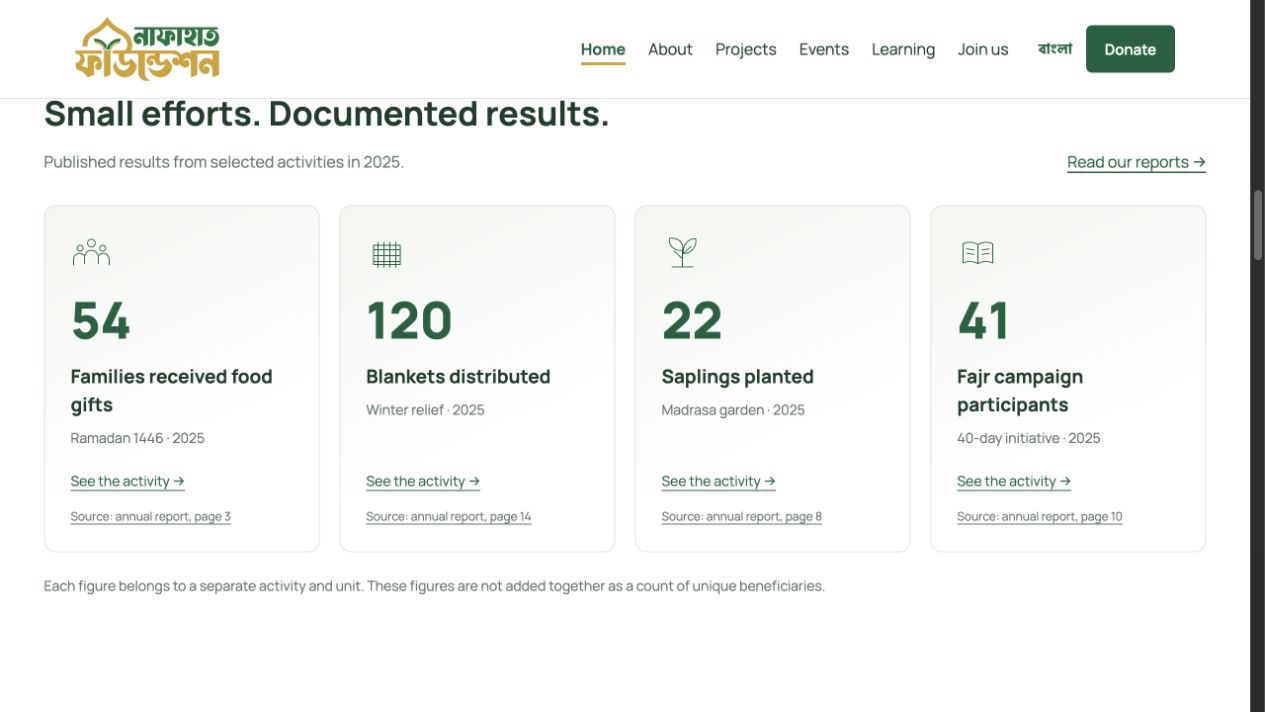 নাফাহাত
ফাউন্ডেশন
Home About Projects Events Learning Join us বাংলা Donate
Small efforts. Documented results.
Published results from selected activities in 2025.
Read our reports →
54
Families received food
gifts
Ramadan 1446 · 2025
See the activity →
Source: annual report, page 3
120
Blankets distributed
Winter relief · 2025
See the activity →
Source: annual report, page 14
22
Saplings planted
Madrasa garden · 2025
See the activity →
Source: annual report, page 8
41
Fajr campaign
participants
40-day initiative · 2025
See the activity →
Source: annual report, page 10
Each figure belongs to a separate activity and unit. These figures are not added together as a count of unique beneficiaries.